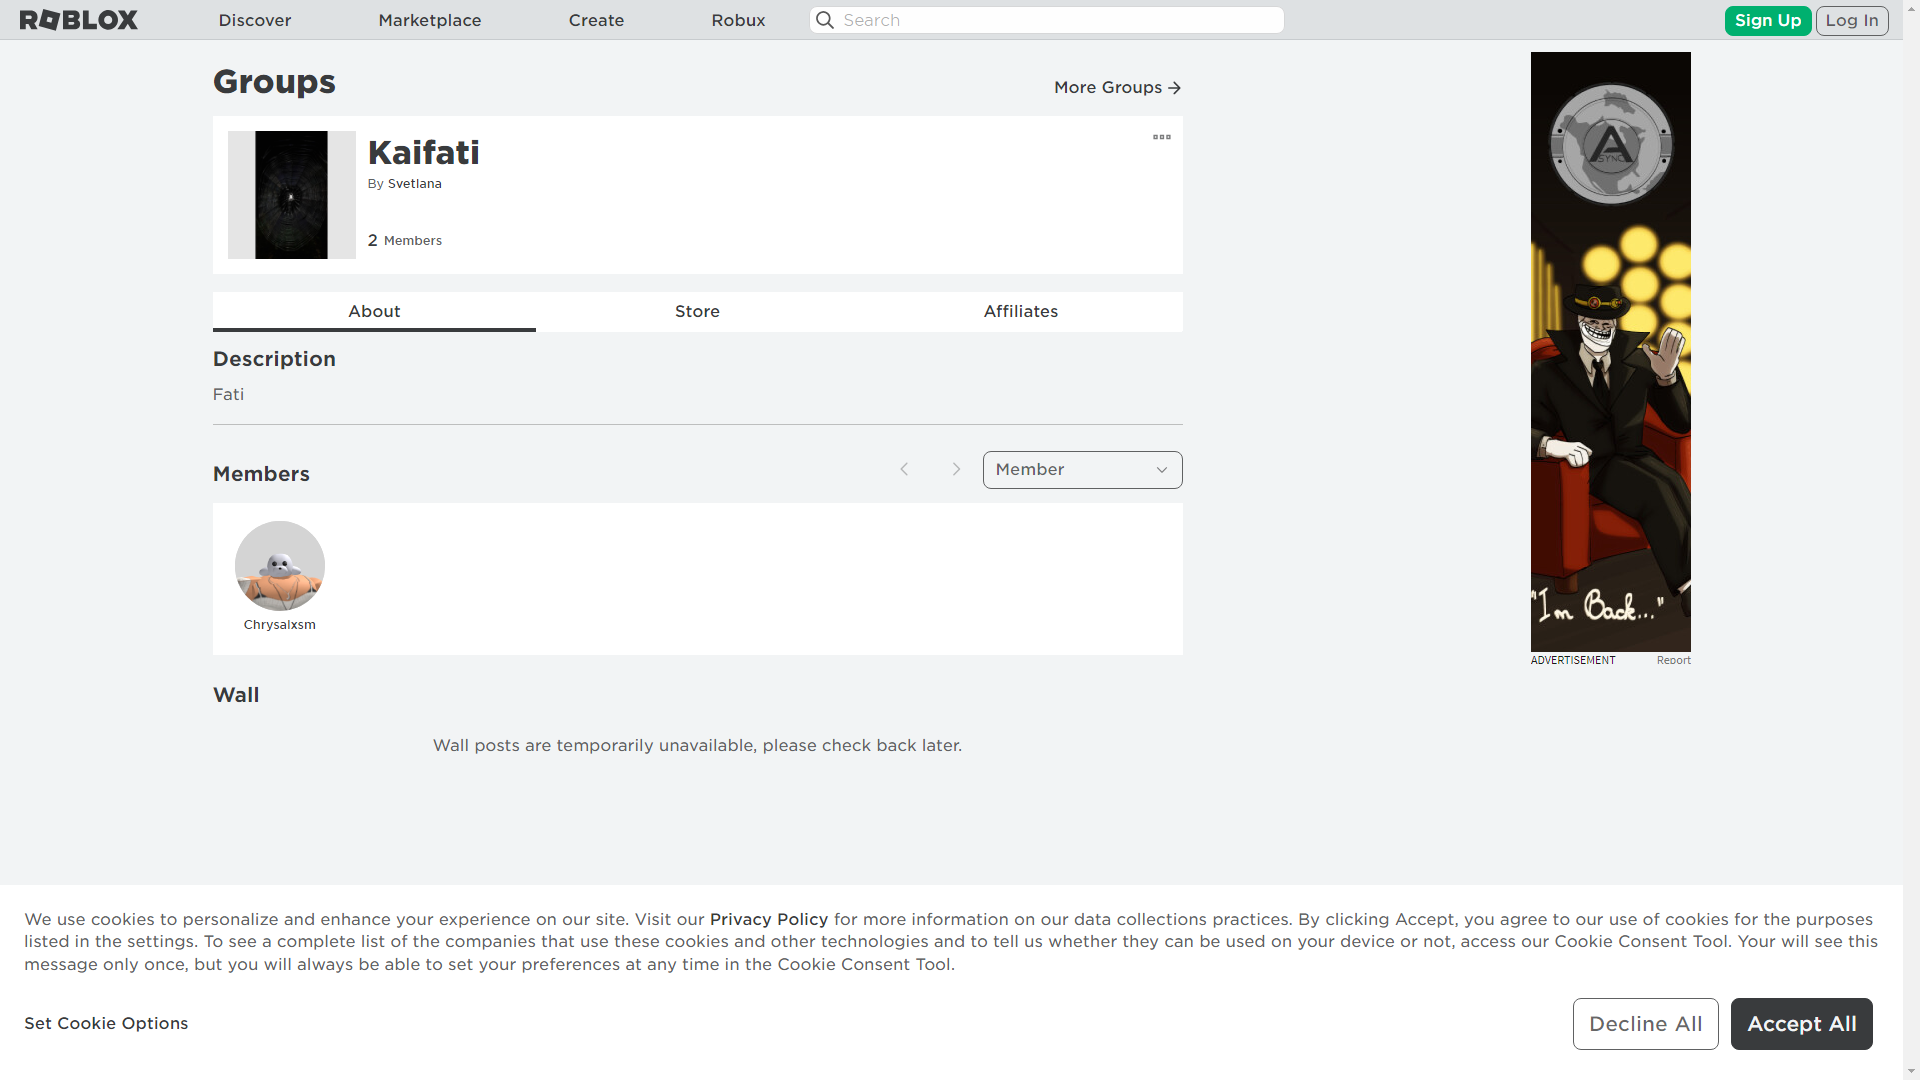 ROBLOX
Discover
Marketplace
Create
Robux
Search
Sign Up
Log In
Groups
More Groups
Kaifati
By Svetlana
2 Members
About
Store
Affiliates
Description
Fati
Members
Member
Chrysalxsm
Wall
Wall posts are temporarily unavailable, please check back later.
A
SYNC
"I'm Back..."
ADVERTISEMENT
Report
We use cookies to personalize and enhance your experience on our site. Visit our Privacy Policy for more information on our data collections practices. By clicking Accept, you agree to our use of cookies for the purposes
listed in the settings. To see a complete list of the companies that use these cookies and other technologies and to tell us whether they can be used on your device or not, access our Cookie Consent Tool. Your will see this
message only once, but you will always be able to set your preferences at any time in the Cookie Consent Tool.
Set Cookie Options
Decline All
Accept All